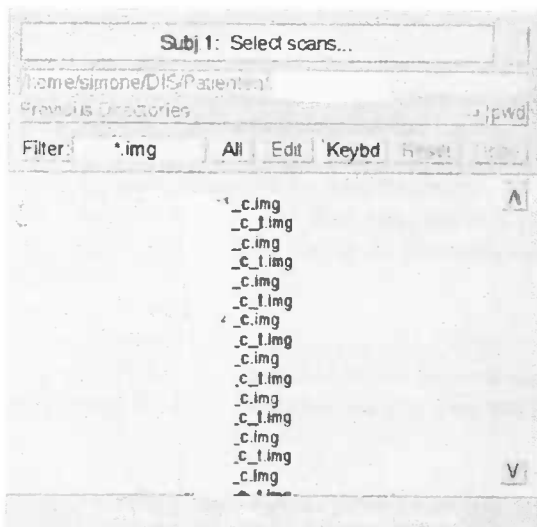 Subj 1: Select scans...
/home/simone/DIS/Patienten/
Previous Directories pwd
Filter: *.img All Edit Keybd Reset
_c.img
_c_t.img
_c.img
_c_t.img
_c.img
_c_t.img
_c.img
_c_t.img
_c.img
_c_t.img
_c.img
_c_t.img
_c.img
_c_t.img
_c.img